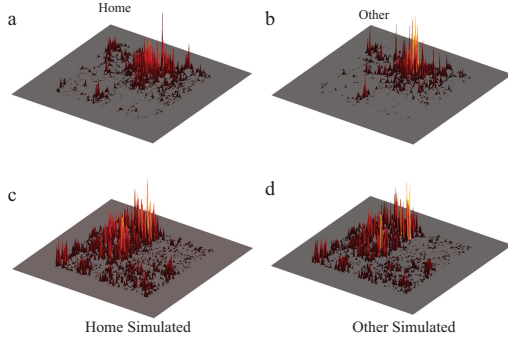 a
Home
b
Other
c
d
Home Simulated
Other Simulated